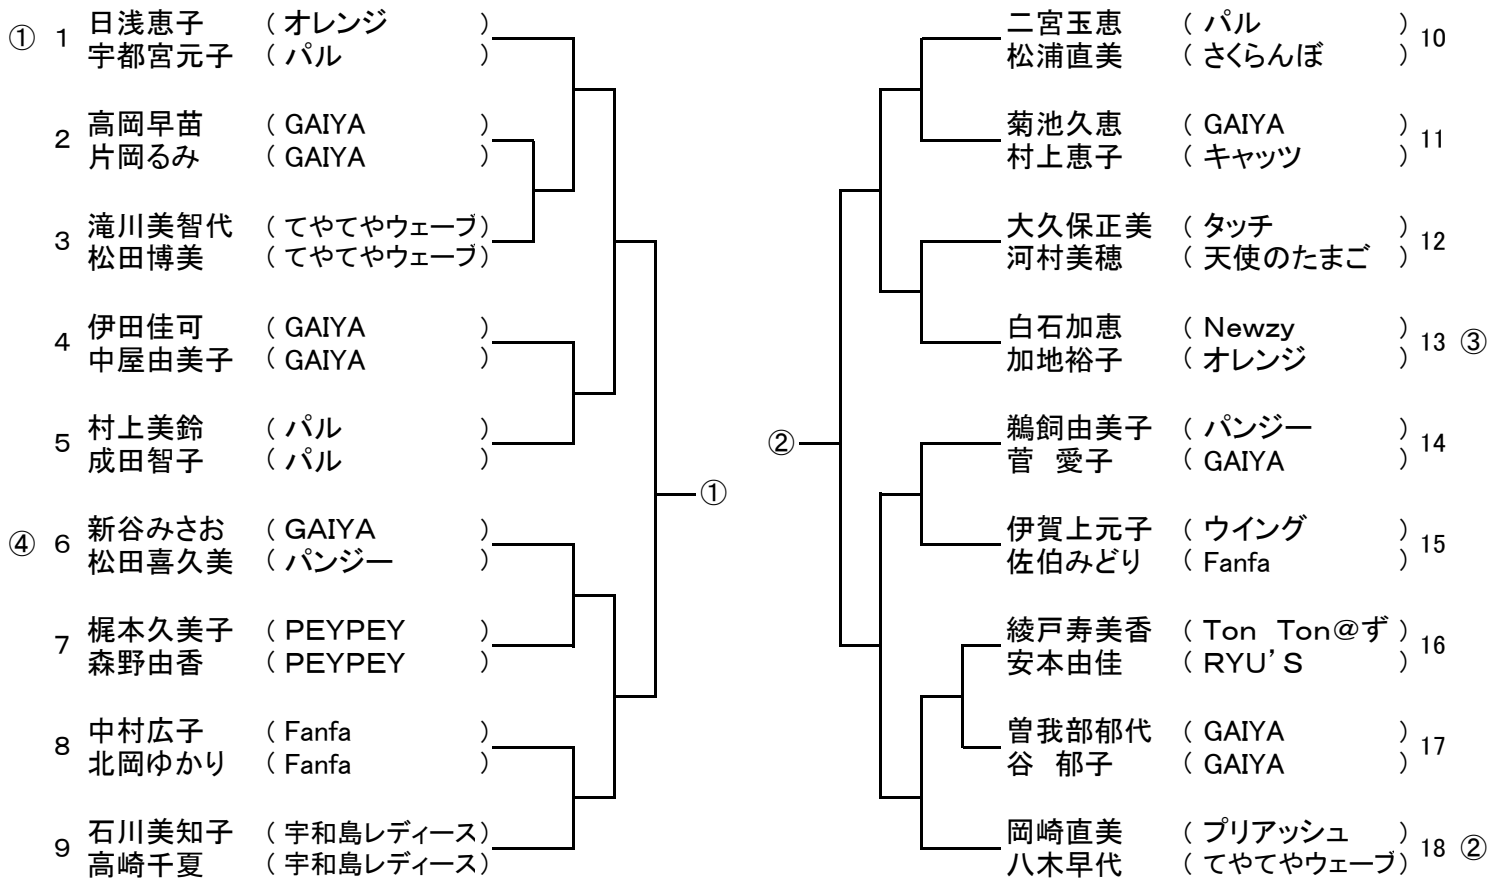 ① 1 日浅恵子 ( オレンジ )
宇都宮元子 ( パル )
2 高岡早苗 ( GAIYA )
片岡るみ ( GAIYA )
3 滝川美智代 ( てやてやウェーブ )
松田博美 ( てやてやウェーブ )
4 伊田佳可 ( GAIYA )
中屋由美子 ( GAIYA )
5 村上美鈴 ( パル )
成田智子 ( パル )
①
④ 6 新谷みさお ( GAIYA )
松田喜久美 ( パンジー )
7 梶本久美子 ( PEYPEY )
森野由香 ( PEYPEY )
8 中村広子 ( Fanfa )
北岡ゆかり ( Fanfa )
9 石川美知子 ( 宇和島レディース )
高崎千夏 ( 宇和島レディース )
二宮玉恵 ( パル ) 10
松浦直美 ( さくらんぼ )
菊池久恵 ( GAIYA ) 11
村上恵子 ( キャッツ )
大久保正美 ( タッチ ) 12
河村美穂 ( 天使のたまご )
白石加恵 ( Newzy ) 13 ③
加地裕子 ( オレンジ )
②
鵜飼由美子 ( パンジー ) 14
菅 愛子 ( GAIYA )
伊賀上元子 ( ウイング ) 15
佐伯みどり ( Fanfa )
綾戸寿美香 ( Ton Ton@ず ) 16
安本由佳 ( RYU'S )
曽我部郁代 ( GAIYA ) 17
谷 郁子 ( GAIYA )
岡崎直美 ( プリアッシュ ) 18 ②
八木早代 ( てやてやウェーブ )